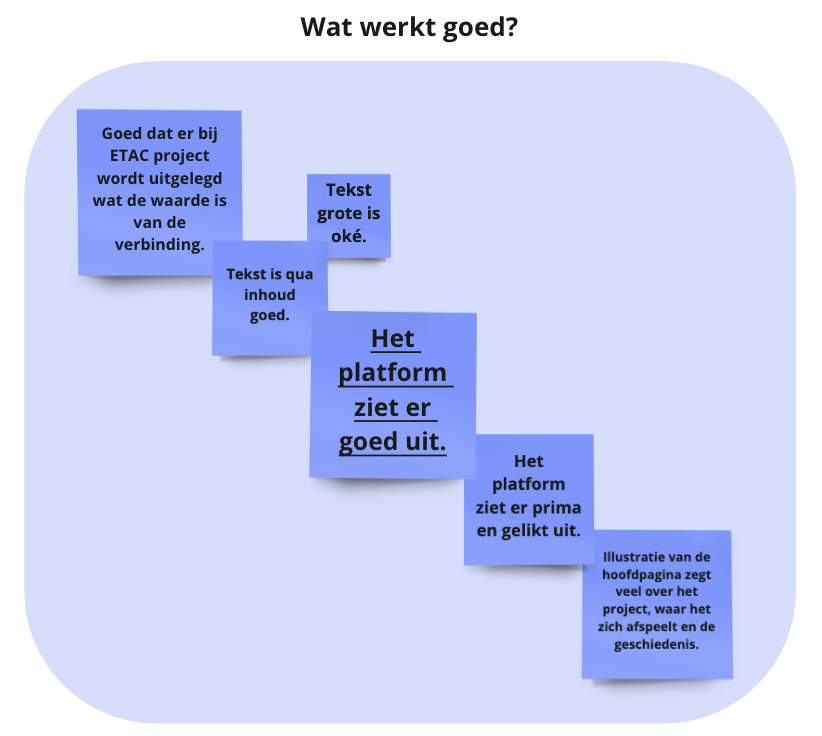 Wat werkt goed?
Goed dat er bij
ETAC project
wordt uitgelegd
wat de waarde is
van de
verbinding.
Tekst
grote is
oké.
Tekst is qua
inhoud
goed.
Het
platform
ziet er
goed uit.
Het
platform
ziet er prima
en gelikt uit.
Illustratie van de
hoofdpagina zegt
veel over het
project, waar het
zich afspeelt en de
geschiedenis.